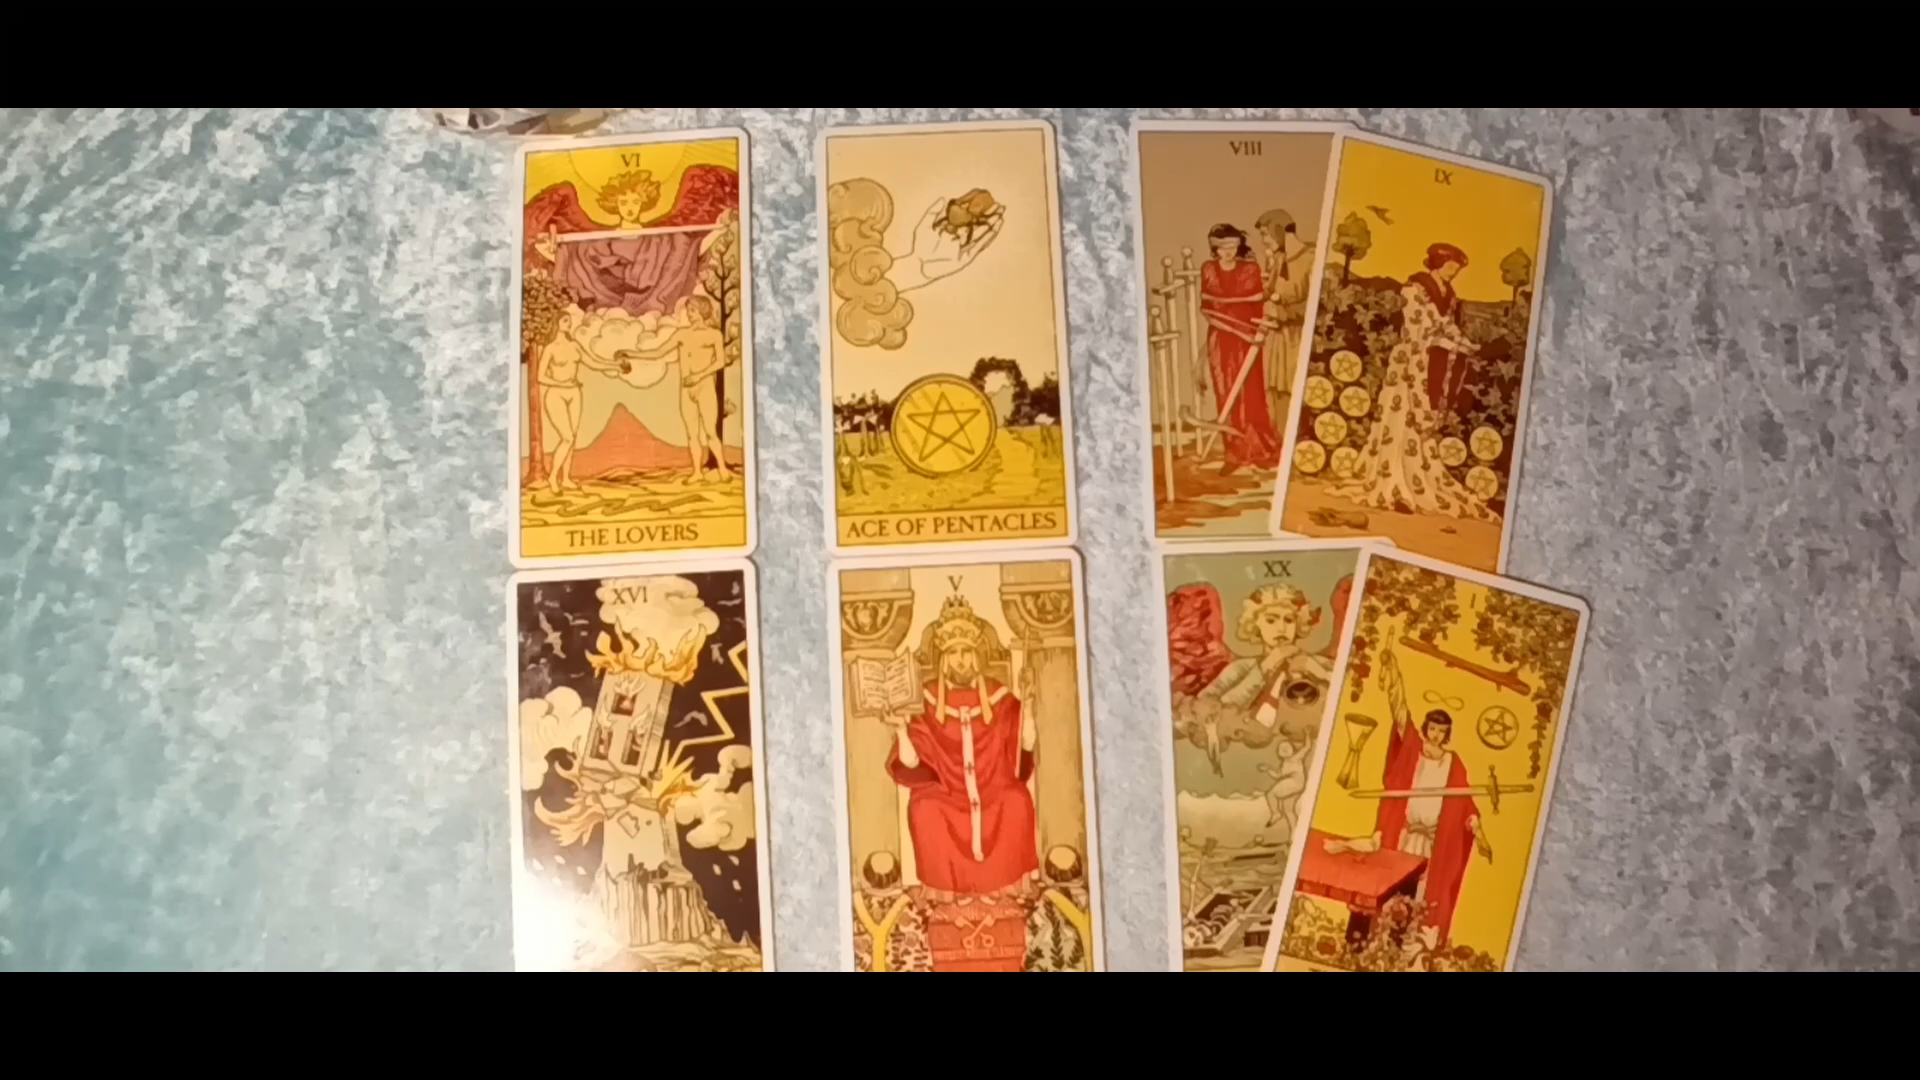 VI
THE LOVERS
ACE OF PENTACLES
VIII
IX
XVI
V
XX
I